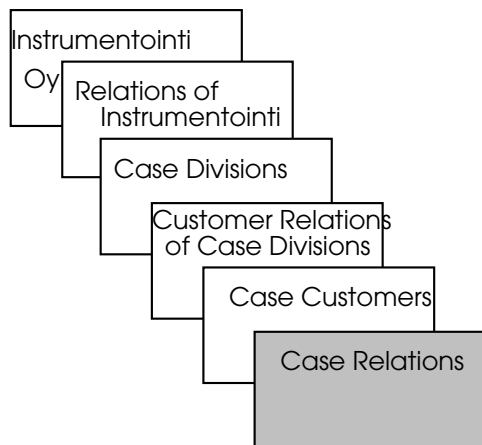 Instrumentointi
Oy
Relations of
Instrumentointi
Case Divisions
Customer Relations
of Case Divisions
Case Customers
Case Relations